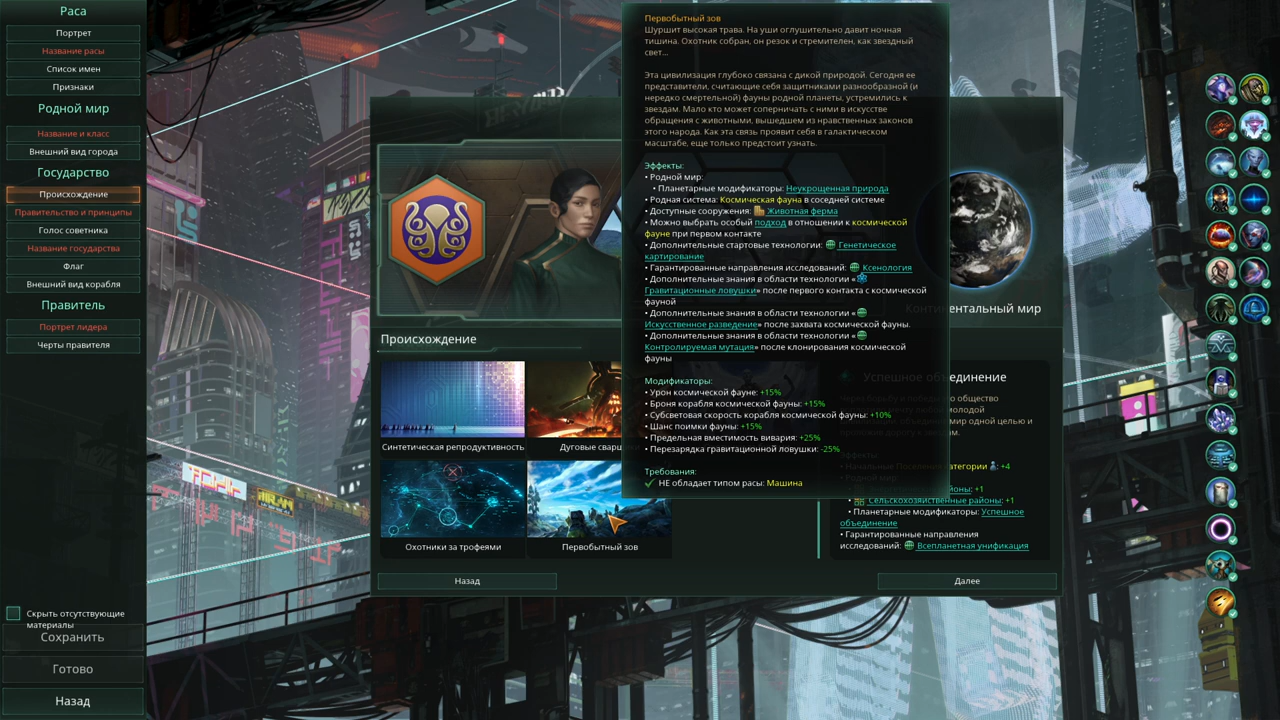 Раса
Портрет
Название расы
Список имен
Признаки
Родной мир
Название и класс
Внешний вид города
Государство
Происхождение
Правительство и принципы
Голос советника
Название государства
Флаг
Внешний вид корабля
Правитель
Портрет лидера
Черты правителя
Скрыть отсутствующие
материалы
Сохранить
Готово
Назад
Первобытный зов
Шуршит высокая трава. На уши оглушительно давит ночная
тишина. Охотник собран, он резок и стремителен, как звездный
свет...
Эта цивилизация глубоко связана с дикой природой. Сегодня ее
представители, считающие себя защитниками разнообразной (и
нередко смертельной) фауны родной планеты, устремились к
звездам. Мало кто может соперничать с ними в искусстве
обращения с животными, вышедшем из нравственных законов
этого народа. Как эта связь проявит себя в галактическом
масштабе, еще только предстоит узнать.
Эффекты:
• Родной мир:
• Планетарные модификаторы: Неукрощенная природа
• Родная система: Космическая фауна в соседней системе
• Доступные сооружения: Животная ферма
• Можно выбрать особый подход в отношении к космической
фауне при первом контакте
• Дополнительные стартовые технологии: Генетическое
картирование
• Гарантированные направления исследований: Ксенология
• Дополнительные знания в области технологии «
Гравитационные ловушки» после первого контакта с космической
фауной
• Дополнительные знания в области технологии «
Искусственное разведение» после захвата космической фауны.
• Дополнительные знания в области технологии «
Контролируемая мутация» после клонирования космической
фауны
Модификаторы:
• Урон космической фауне: +15%
• Броня корабля космической фауны: +15%
• Субсветовая скорость корабля космической фауны: +10%
• Шанс поимки фауны: +15%
• Предельная вместимость вивария: +25%
• Перезарядка гравитационной ловушки: -25%
Требования:
НЕ обладает типом расы: Машина
Континентальный мир
Происхождение
Синтетическая репродуктивность
Дуговые свар
Охотники за трофеями
Первобытный зов
Успешное объединение
+4
+1
• Сельскохозяйственные районы: +1
• Планетарные модификаторы: Успешное
объединение
• Гарантированные направления
исследований: Всепланетная унификация
Назад
Далее